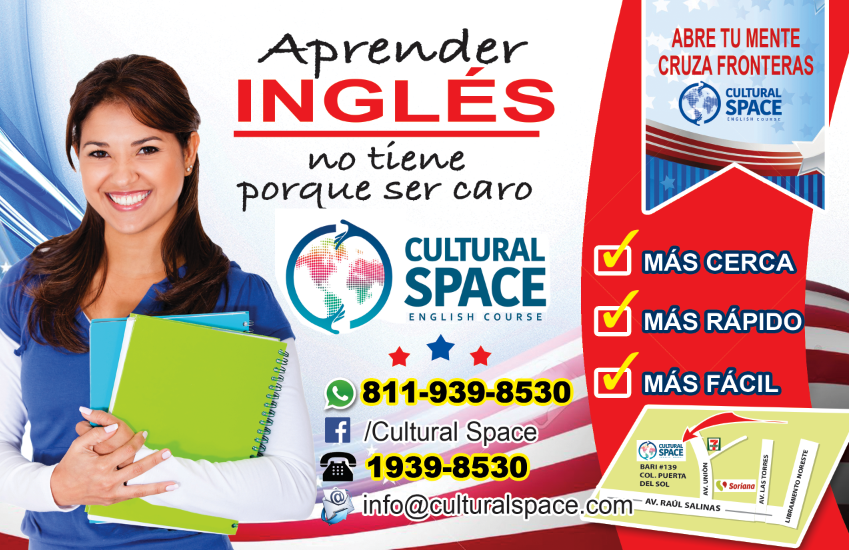 Aprender
INGLÉS
no tiene
porque ser caro
CULTURAL
SPACE
ENGLISH COURSE
811-939-8530
/Cultural Space
1939-8530
info@culturalspace.com
ABRE TU MENTE
CRUZA FRONTERAS
CULTURAL
SPACE
ENGLISH COURSE
MÁS CERCA
MÁS RÁPIDO
MÁS FÁCIL
CULTURAL
SPACE
BARI #139
COL. PUERTA
DEL SOL
AV. UNIÓN
7
Soriana
AV. LAS TORRES
LIBRAMIENTO NORESTE
AV. RAÚL SALINAS